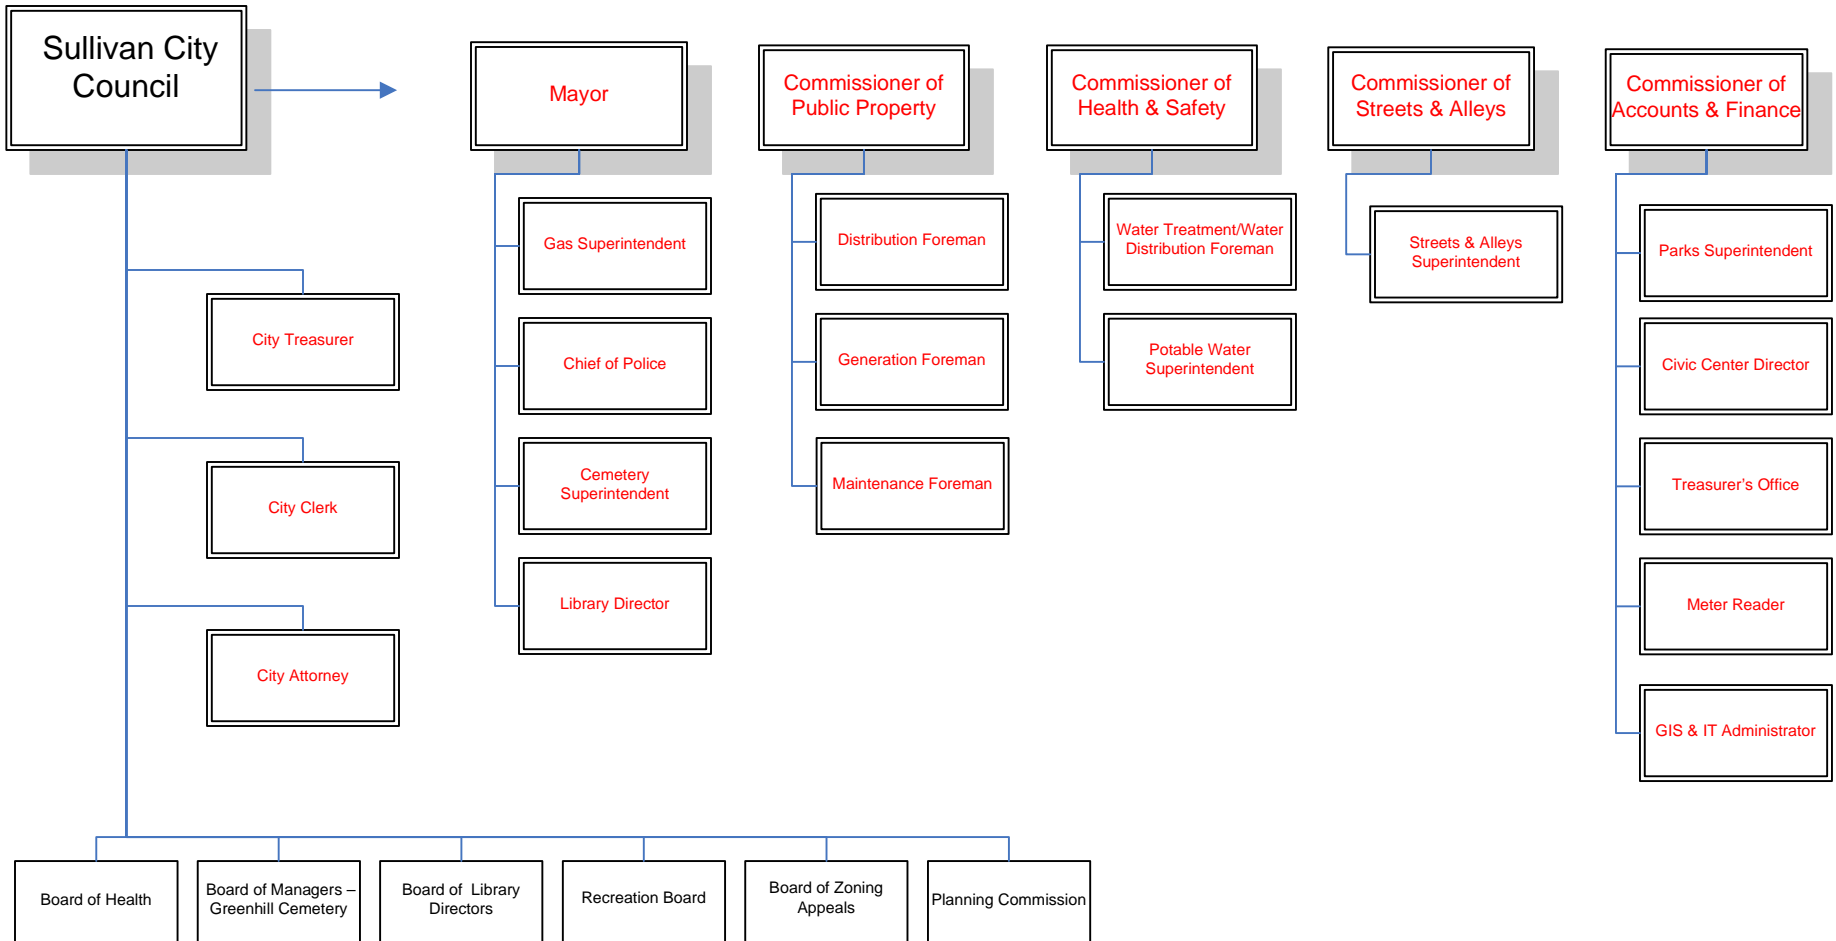 Sullivan City
Council
Mayor
Commissioner of
Public Property
Commissioner of
Health & Safety
Commissioner of
Streets & Alleys
Commissioner of
Accounts & Finance
Gas Superintendent
Chief of Police
Cemetery
Superintendent
Library Director
Distribution Foreman
Generation Foreman
Maintenance Foreman
Water Treatment/Water
Distribution Foreman
Potable Water
Superintendent
Streets & Alleys
Superintendent
Parks Superintendent
Civic Center Director
Treasurer’s Office
Meter Reader
GIS & IT Administrator
City Treasurer
City Clerk
City Attorney
Board of Health
Board of Managers –
Greenhill Cemetery
Board of  Library
Directors
Recreation Board
Board of Zoning
Appeals
Planning Commission